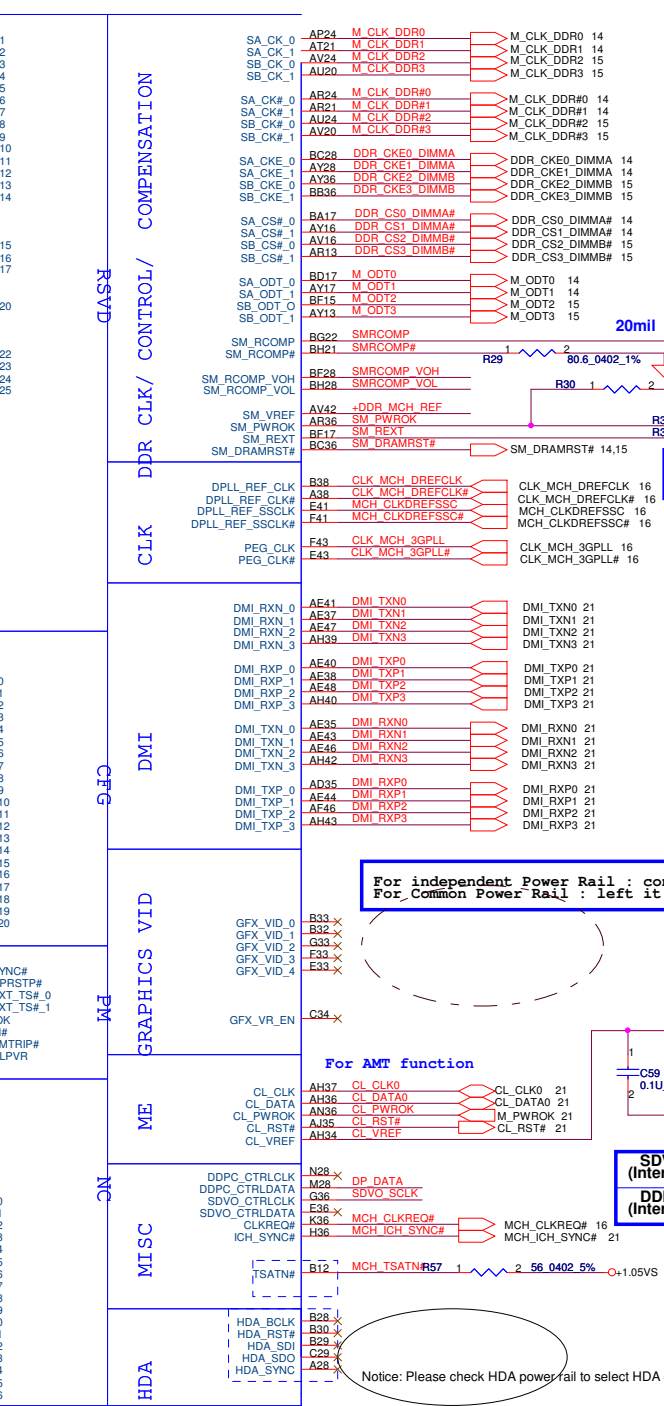 DDR CLK/ CONTROL/ COMPENSATION
RSVD
SA_CK_0 AP24 M_CLK_DDR0 M_CLK_DDR0 14
SA_CK_1 AT21 M_CLK_DDR1 M_CLK_DDR1 14
SB_CK_0 AV24 M_CLK_DDR2 M_CLK_DDR2 15
SB_CK_1 AU20 M_CLK_DDR3 M_CLK_DDR3 15
SA_CK#_0 AR24 M_CLK_DDR#0 M_CLK_DDR#0 14
SA_CK#_1 AR21 M_CLK_DDR#1 M_CLK_DDR#1 14
SB_CK#_0 AU24 M_CLK_DDR#2 M_CLK_DDR#2 15
SB_CK#_1 AV20 M_CLK_DDR#3 M_CLK_DDR#3 15
SA_CKE_0 BC28 DDR_CKE0_DIMMA DDR_CKE0_DIMMA 14
SA_CKE_1 AY28 DDR_CKE1_DIMMA DDR_CKE1_DIMMA 14
SB_CKE_0 AY36 DDR_CKE2_DIMMB DDR_CKE2_DIMMB 15
SB_CKE_1 BB36 DDR_CKE3_DIMMB DDR_CKE3_DIMMB 15
SA_CS#_0 BA17 DDR_CS0_DIMMA# DDR_CS0_DIMMA# 14
SA_CS#_1 AY16 DDR_CS1_DIMMA# DDR_CS1_DIMMA# 14
SB_CS#_0 AV16 DDR_CS2_DIMMB# DDR_CS2_DIMMB# 15
SB_CS#_1 AR13 DDR_CS3_DIMMB# DDR_CS3_DIMMB# 15
SA_ODT_0 BD17 M_ODT0 M_ODT0 14
SA_ODT_1 AY17 M_ODT1 M_ODT1 14
SB_ODT_O BF15 M_ODT2 M_ODT2 15
SB_ODT_1 AY13 M_ODT3 M_ODT3 15
20mil
SM_RCOMP BG22 SMRCOMP
SM_RCOMP# BH21 SMRCOMP# R29 1 2 80.6_0402_1%
SM_RCOMP_VOH BF28 SMRCOMP_VOH
SM_RCOMP_VOL BH28 SMRCOMP_VOL
R30 1 2
SM_VREF AV42 +DDR_MCH_REF
SM_PWROK AR36 SM_PWROK
SM_REXT BF17 SM_REXT
SM_DRAMRST# BC36 SM_DRAMRST# SM_DRAMRST# 14,15
CLK
DPLL_REF_CLK B38 CLK_MCH_DREFCLK CLK_MCH_DREFCLK 16
DPLL_REF_CLK# A38 CLK_MCH_DREFCLK# CLK_MCH_DREFCLK# 16
DPLL_REF_SSCLK E41 MCH_CLKDREFSSC MCH_CLKDREFSSC 16
DPLL_REF_SSCLK# F41 MCH_CLKDREFSSC# MCH_CLKDREFSSC# 16
PEG_CLK F43 CLK_MCH_3GPLL CLK_MCH_3GPLL 16
PEG_CLK# E43 CLK_MCH_3GPLL# CLK_MCH_3GPLL# 16
DMI
CFG
DMI_RXN_0 AE41 DMI_TXN0 DMI_TXN0 21
DMI_RXN_1 AE37 DMI_TXN1 DMI_TXN1 21
DMI_RXN_2 AE47 DMI_TXN2 DMI_TXN2 21
DMI_RXN_3 AH39 DMI_TXN3 DMI_TXN3 21
DMI_RXP_0 AE40 DMI_TXP0 DMI_TXP0 21
DMI_RXP_1 AE38 DMI_TXP1 DMI_TXP1 21
DMI_RXP_2 AE48 DMI_TXP2 DMI_TXP2 21
DMI_RXP_3 AH40 DMI_TXP3 DMI_TXP3 21
DMI_TXN_0 AE35 DMI_RXN0 DMI_RXN0 21
DMI_TXN_1 AE43 DMI_RXN1 DMI_RXN1 21
DMI_TXN_2 AE46 DMI_RXN2 DMI_RXN2 21
DMI_TXN_3 AH42 DMI_RXN3 DMI_RXN3 21
DMI_TXP_0 AD35 DMI_RXP0 DMI_RXP0 21
DMI_TXP_1 AE44 DMI_RXP1 DMI_RXP1 21
DMI_TXP_2 AF46 DMI_RXP2 DMI_RXP2 21
DMI_TXP_3 AH43 DMI_RXP3 DMI_RXP3 21
For independent Power Rail : con
For Common Power Rail : left it
GRAPHICS VID
PM
GFX_VID_0 B33
GFX_VID_1 B32
GFX_VID_2 G33
GFX_VID_3 F33
GFX_VID_4 E33
GFX_VR_EN C34
For AMT function
ME
CL_CLK AH37 CL_CLK0 CL_CLK0 21
CL_DATA AH36 CL_DATA0 CL_DATA0 21
CL_PWROK AN36 CL_PWROK M_PWROK 21
CL_RST# AJ35 CL_RST# CL_RST# 21
CL_VREF AH34 CL_VREF
1
C59
0.1U
2
NC
MISC
DDPC_CTRLCLK N28
DDPC_CTRLDATA M28 DP_DATA
SDVO_CTRLCLK G36 SDVO_SCLK
SDVO_CTRLDATA E36
CLKREQ# K36 MCH_CLKREQ# MCH_CLKREQ# 16
ICH_SYNC# H36 MCH_ICH_SYNC# MCH_ICH_SYNC# 21
SDV
(Inter
DDP
(Inter
TSATN# B12 MCH_TSATN# R57 1 2 56_0402_5% +1.05VS
HDA
HDA_BCLK B28
HDA_RST# B30
HDA_SDI B29
HDA_SDO C29
HDA_SYNC A28
Notice: Please check HDA power rail to select HDA